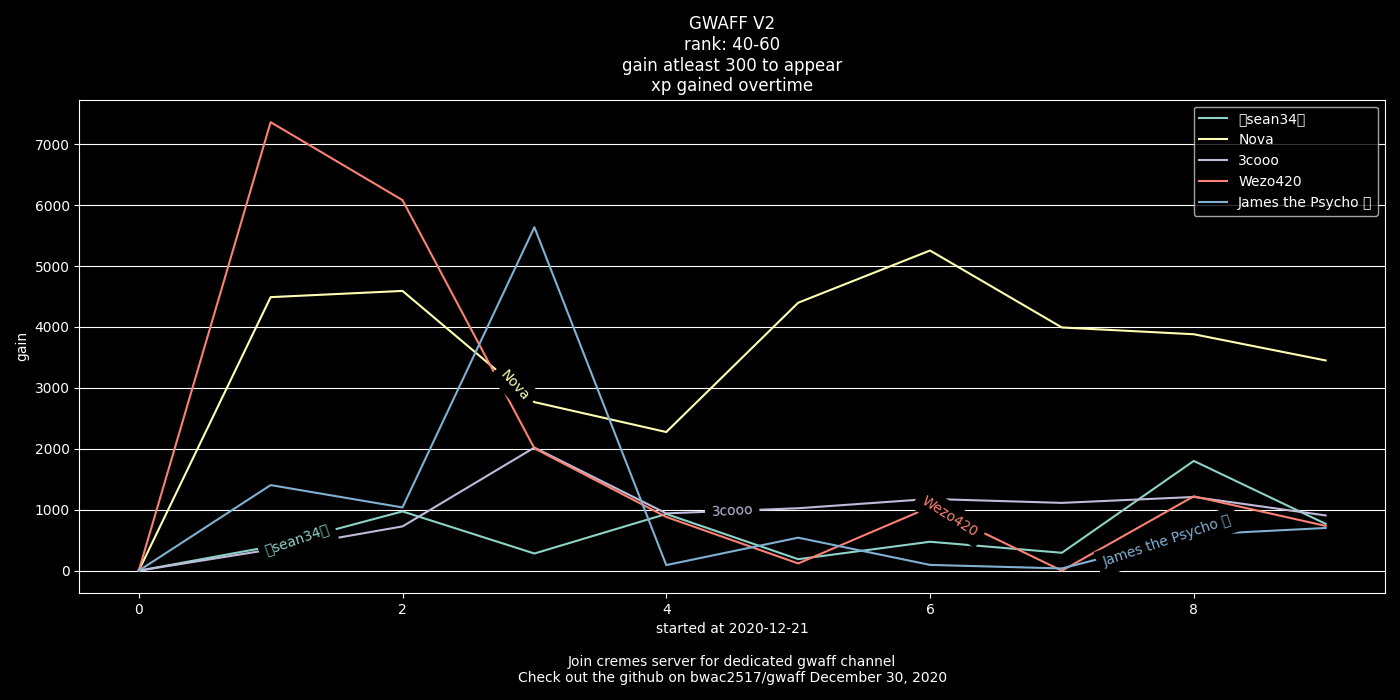 GWAFF V2
rank: 40-60
gain atleast 300 to appear
xp gained overtime
sean34
Nova
3cooo
Wezo420
James the Psycho
7000
6000
5000
4000
3000
2000
1000
0
gain
Nova
sean34
3cooo
Wezo420
James the Psycho
0 2 4 6 8
started at 2020-12-21
Join cremes server for dedicated gwaff channel
Check out the github on bwac2517/gwaff December 30, 2020